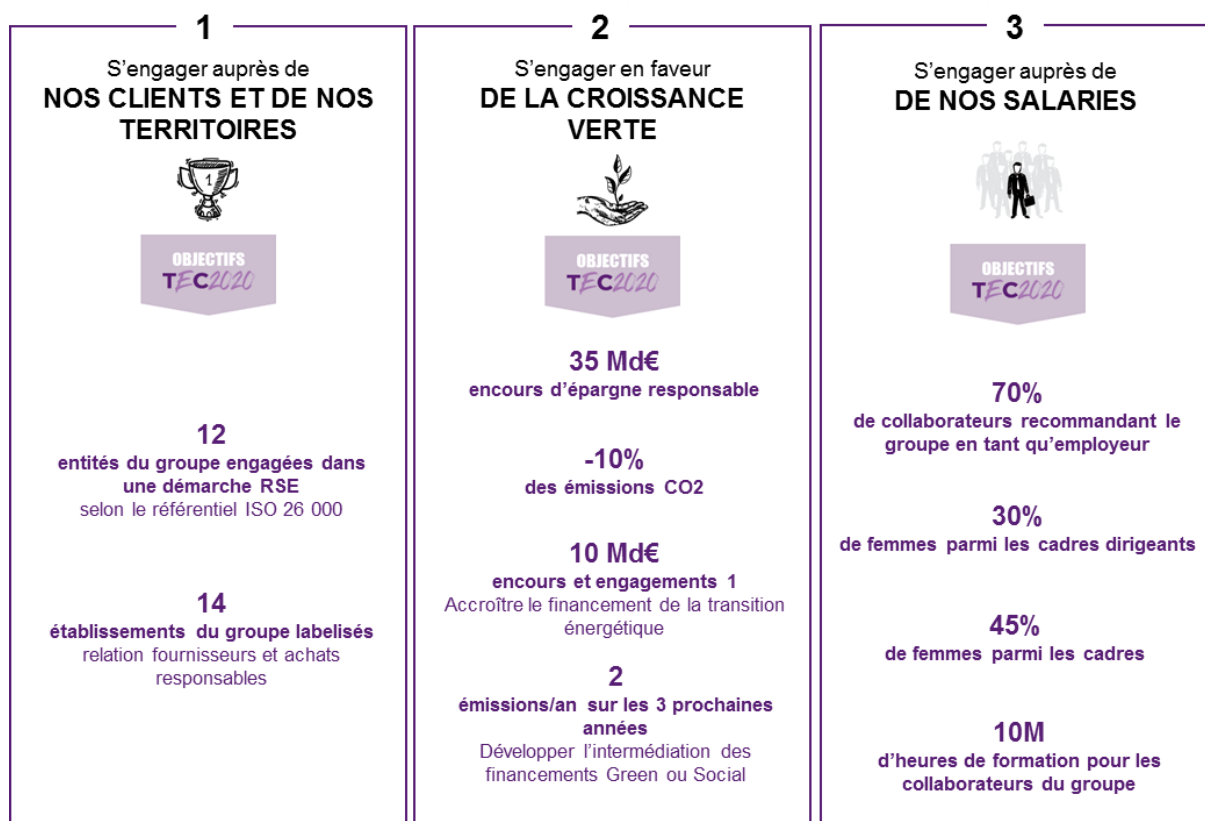 1
S'engager auprès de
NOS CLIENTS ET DE NOS
TERRITOIRES
1
OBJECTIFS
TEC2020
12
entités du groupe engagées dans
une démarche RSE
selon le référentiel ISO 26 000
14
établissements du groupe labelisés
relation fournisseurs et achats
responsables
2
S'engager en faveur
DE LA CROISSANCE
VERTE
OBJECTIFS
TEC2020
35 Md€
encours d'épargne responsable
-10%
des émissions CO2
10 Md€
encours et engagements 1
Accroître le financement de la transition
énergétique
2
émissions/an sur les 3 prochaines
années
Développer l'intermédiation des
financements Green ou Social
3
S'engager auprès de
DE NOS SALARIES
OBJECTIFS
TEC2020
70%
de collaborateurs recommandant le
groupe en tant qu'employeur
30%
de femmes parmi les cadres dirigeants
45%
de femmes parmi les cadres
10M
d'heures de formation pour les
collaborateurs du groupe